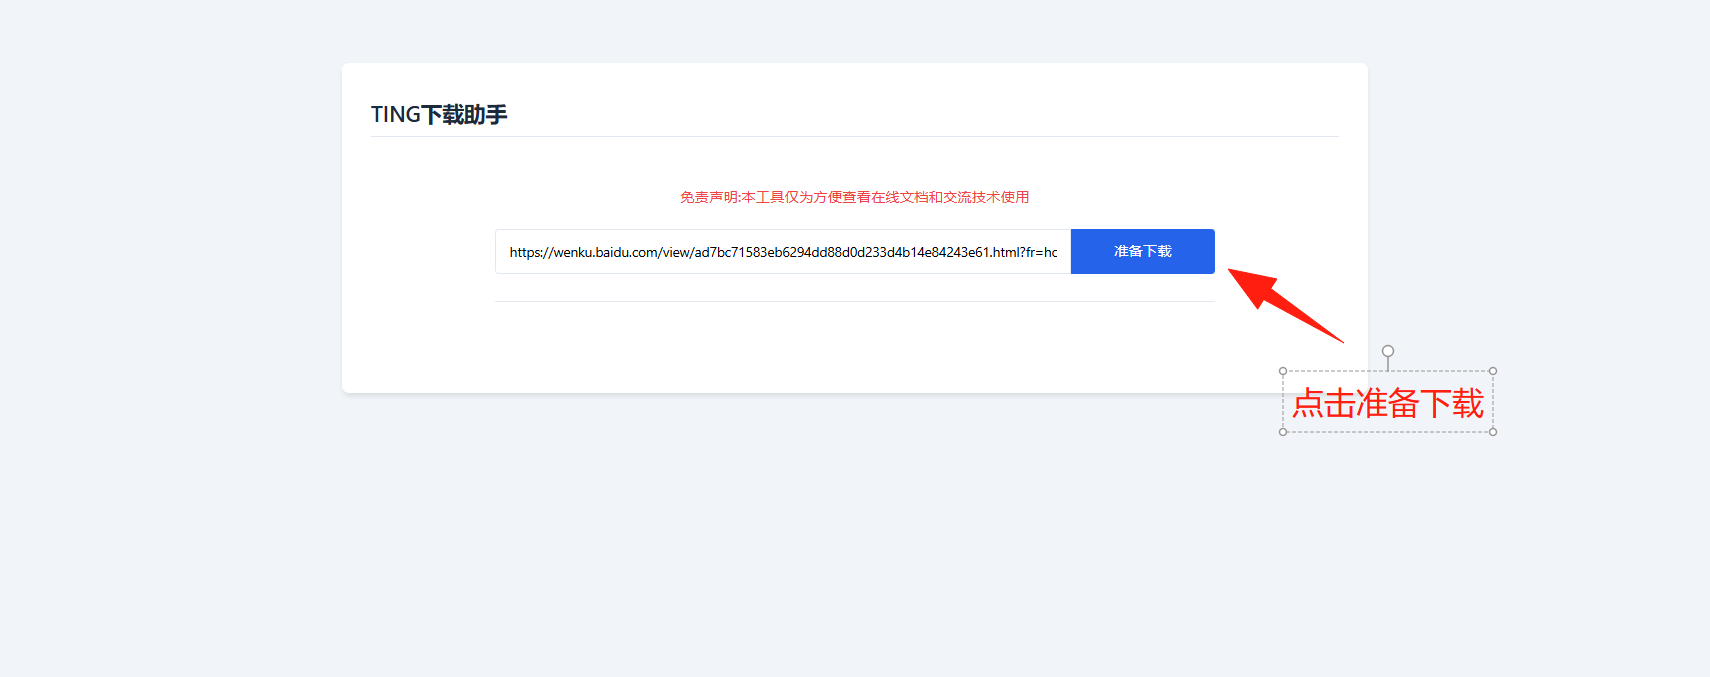 TING下载助手
免责声明:本工具仅为方便查看在线文档和交流技术使用
https://wenku.baidu.com/view/ad7bc71583eb6294dd88d0d233d4b14e84243e61.html?fr=hc
准备下载
点击准备下载